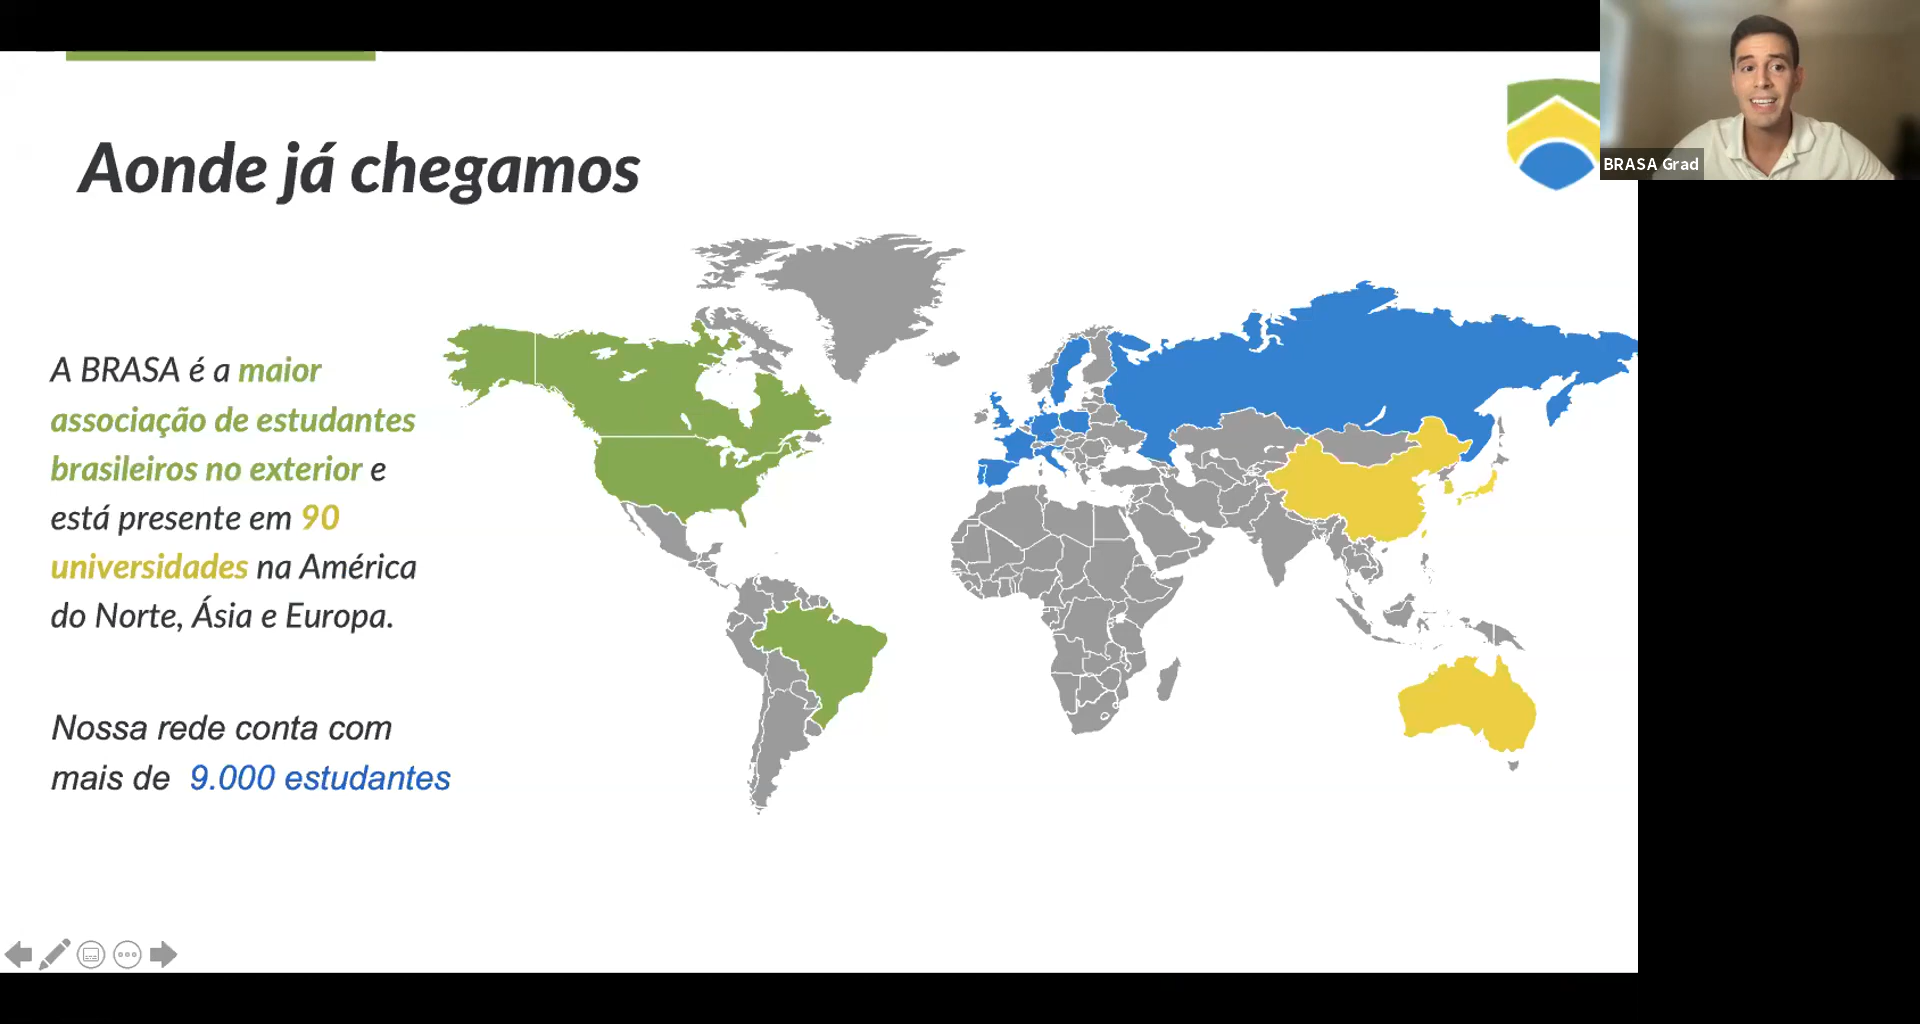 Aonde já chegamos
BRASA Grad
A BRASA é a maior
associação de estudantes
brasileiros no exterior e
está presente em 90
universidades na América
do Norte, Ásia e Europa.
Nossa rede conta com
mais de 9.000 estudantes